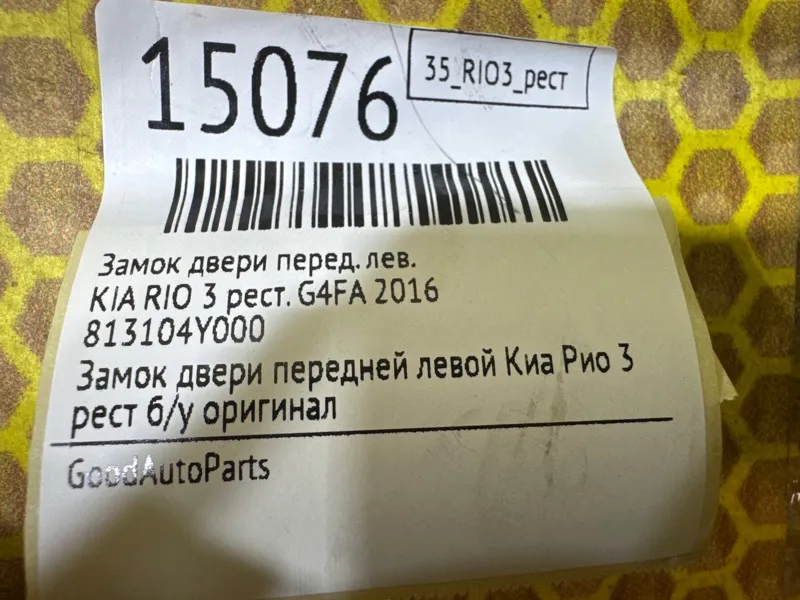 15076
35_RIO3_рест
Замок двери перед. лев.
KIA RIO 3 рест. G4FA 2016
813104Y000
Замок двери передней левой Киа Рио 3
рест б/у оригинал
GoodAutoParts